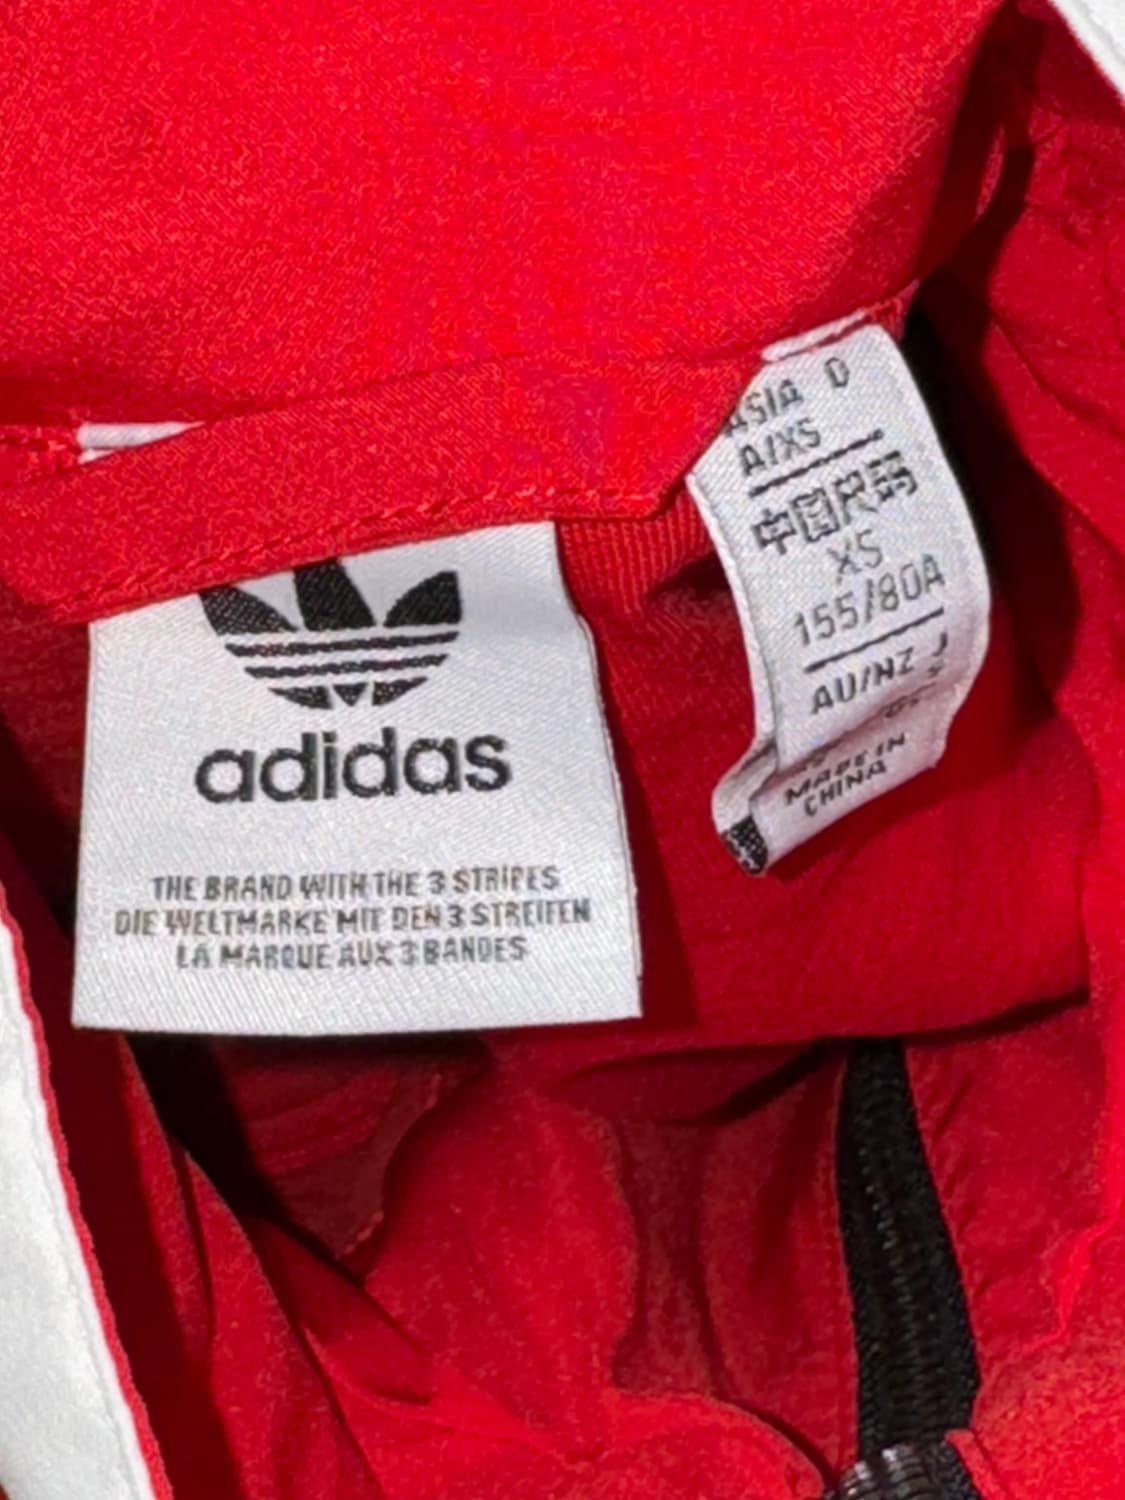 adidas
THE BRAND WITH THE 3 STRIPES
DIE WELTMARKE MIT DEN 3 STREIFEN
LA MARQUE AUX 3 BANDES
ASIA D
A/XS
中国尺码
XS
155/80A
AU/NZ
MADE IN
CHINA